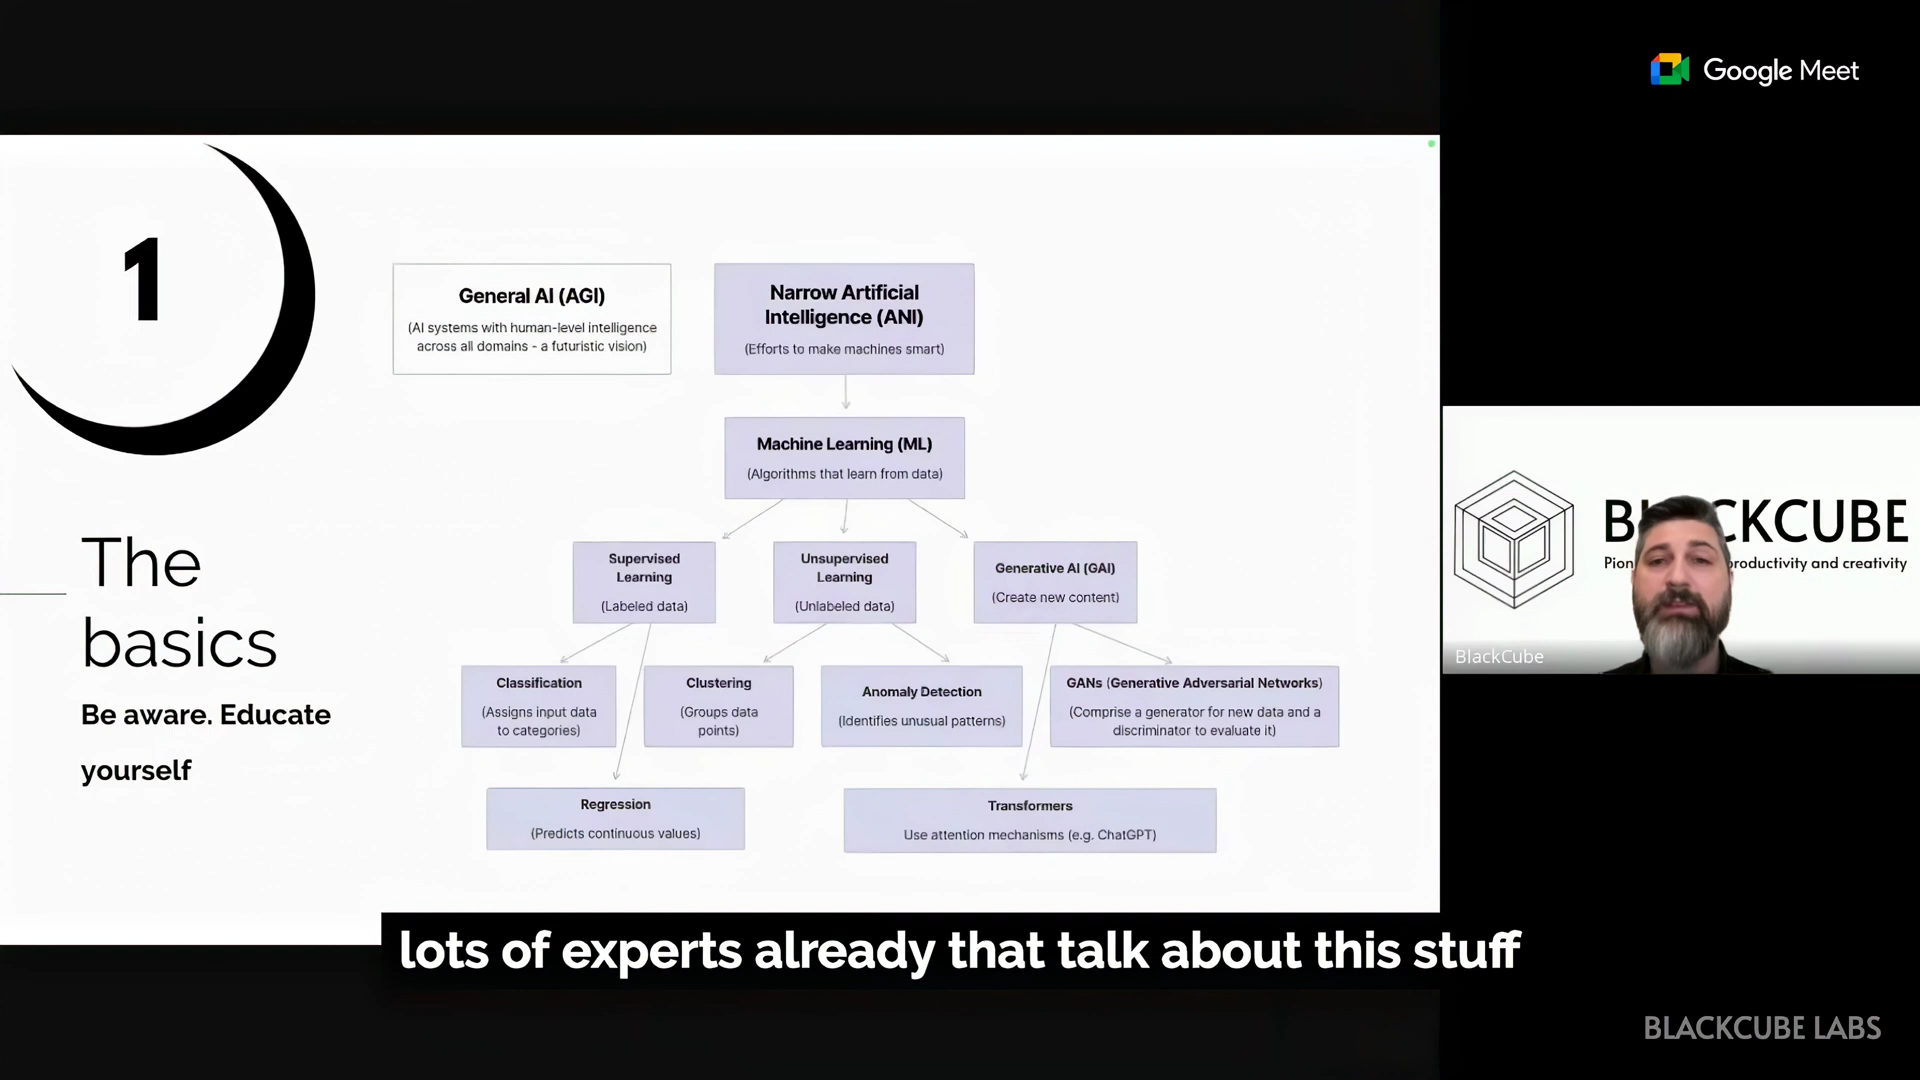 Google Meet
1
The
basics
Be aware. Educate
yourself
General AI (AGI)
(AI systems with human-level intelligence
across all domains - a futuristic vision)
Narrow Artificial
Intelligence (ANI)
(Efforts to make machines smart)
Machine Learning (ML)
(Algorithms that learn from data)
Supervised
Learning
(Labeled data)
Unsupervised
Learning
(Unlabeled data)
Generative AI (GAI)
(Create new content)
Classification
(Assigns input data
to categories)
Clustering
(Groups data
points)
Anomaly Detection
(Identifies unusual patterns)
GANs (Generative Adversarial Networks)
(Comprise a generator for new data and a
discriminator to evaluate it)
Regression
(Predicts continuous values)
Transformers
Use attention mechanisms (e.g. ChatGPT)
B CKCUBE
Pion productivity and creativity
BlackCube
lots of experts already that talk about this stuff
BLACKCUBE LABS